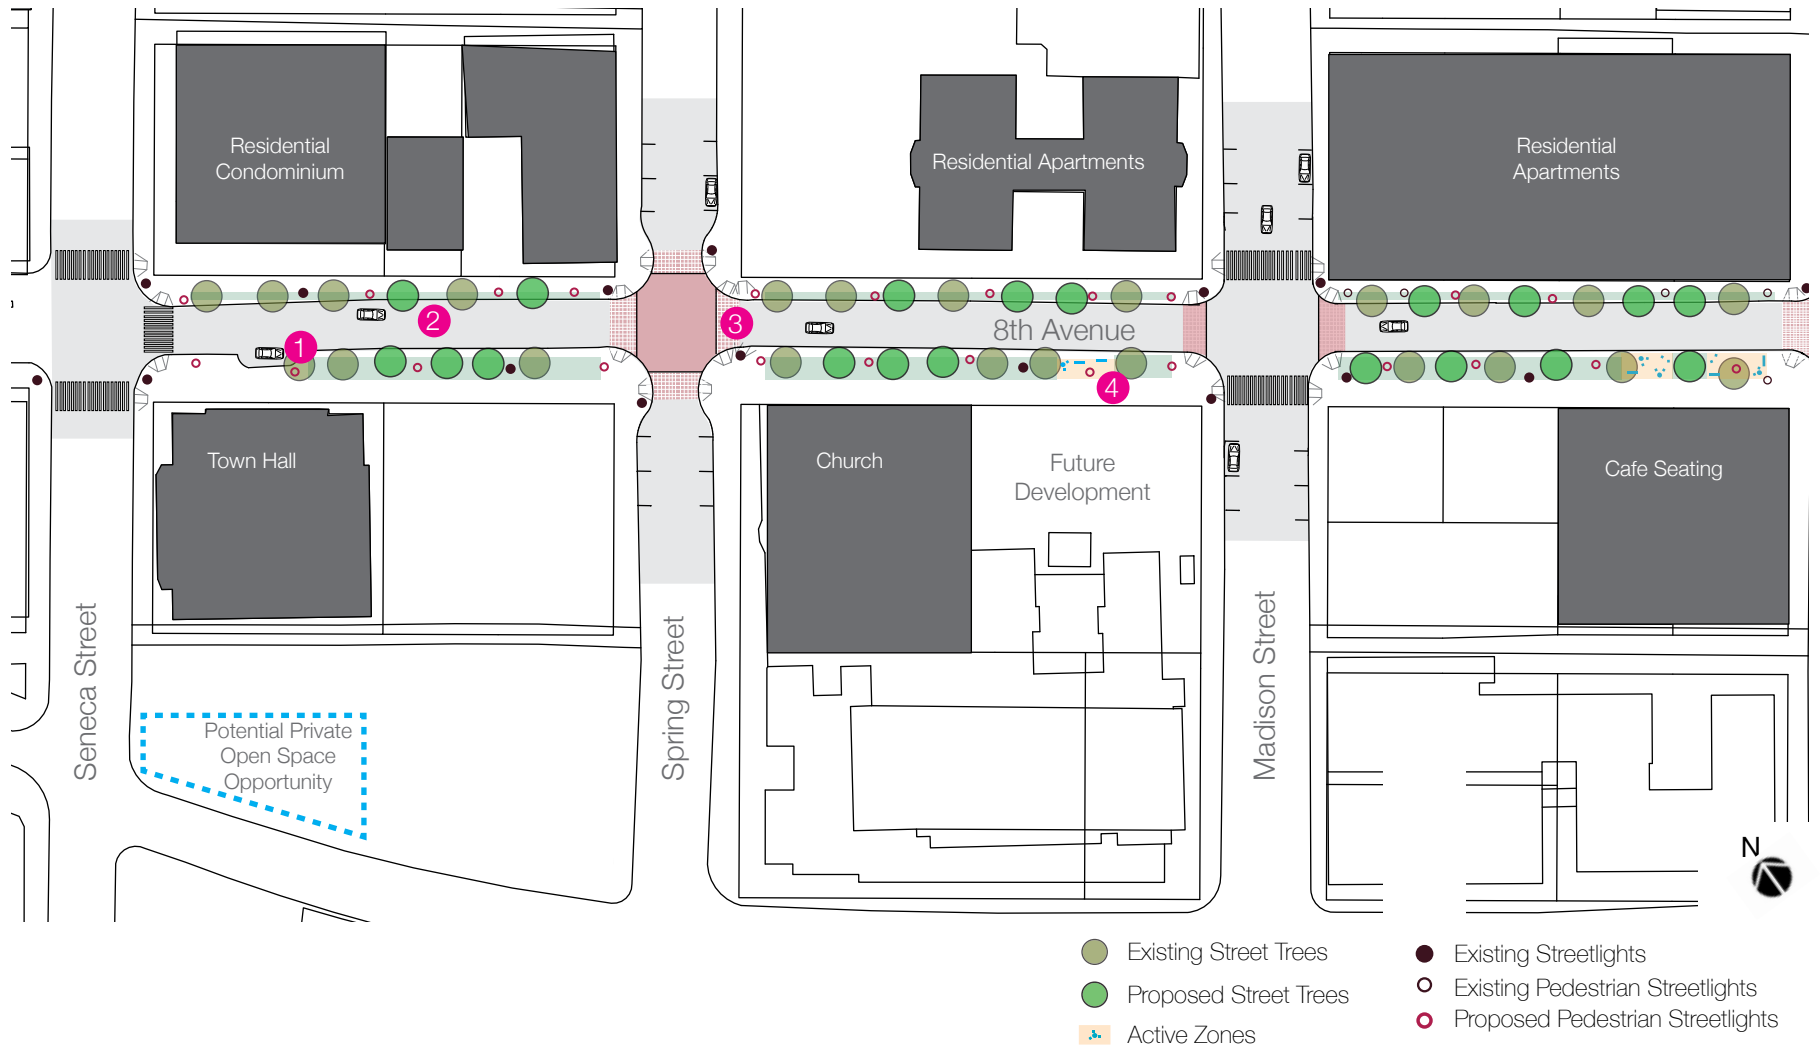 Residential
Condominium
Residential Apartments
Residential
Apartments
1
2
3
8th Avenue
4
Town Hall
Church
Future
Development
Cafe Seating
Seneca Street
Spring Street
Madison Street
Potential Private
Open Space
Opportunity
N
Existing Street Trees
Proposed Street Trees
Active Zones
Existing Streetlights
Existing Pedestrian Streetlights
Proposed Pedestrian Streetlights